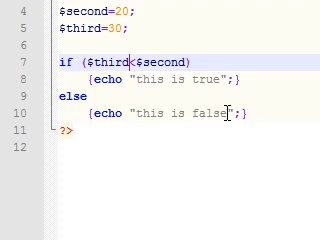 4 $second=20;
5 $third=30;
6
7 if ($third<$second)
8 {echo "this is true";}
9 else
10 {echo "this is false";}
11 ?>
12